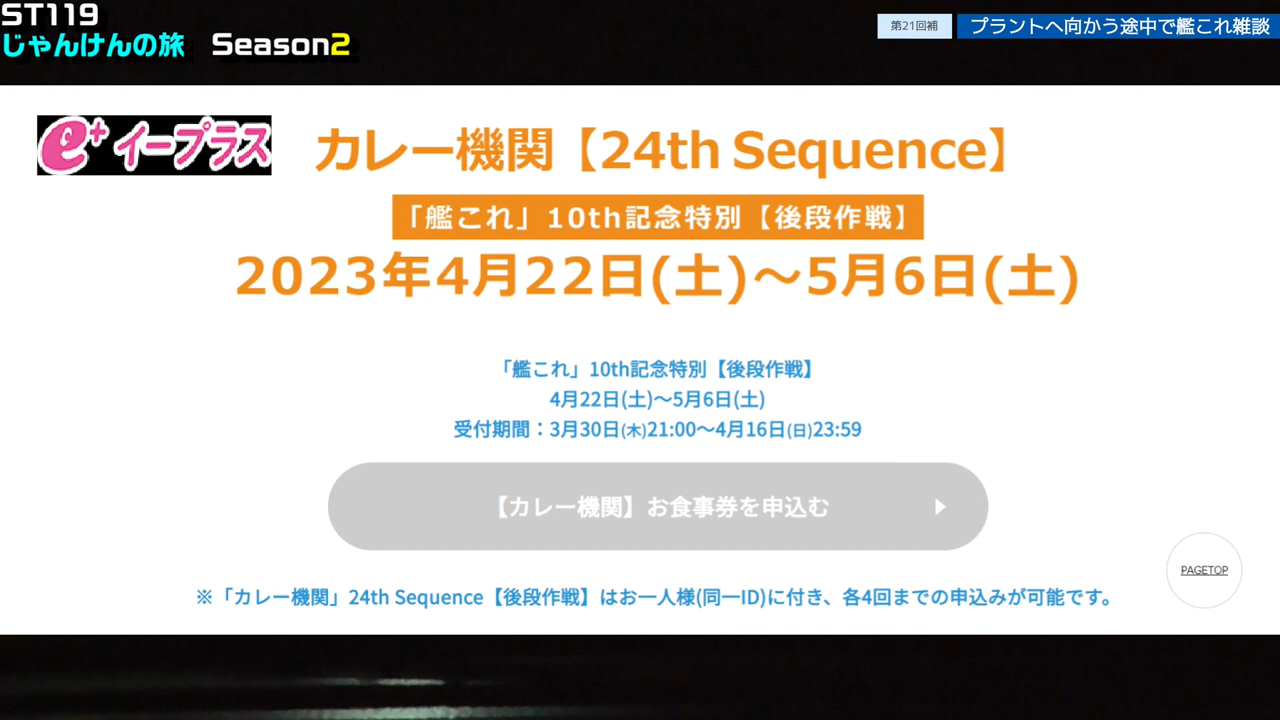 ST119
じゃんけんの旅 Season2
第21回補
プラントへ向かう途中で艦これ雑談
e+ イープラス
カレー機関【24th Sequence】
「艦これ」10th記念特別【後段作戦】
2023年4月22日(土)～5月6日(土)
「艦これ」10th記念特別【後段作戦】
4月22日(土)～5月6日(土)
受付期間：3月30日(木)21:00～4月16日(日)23:59
【カレー機関】お食事券を申込む
PAGETOP
※「カレー機関」24th Sequence【後段作戦】はお一人様(同一ID)に付き、各4回までの申込みが可能です。